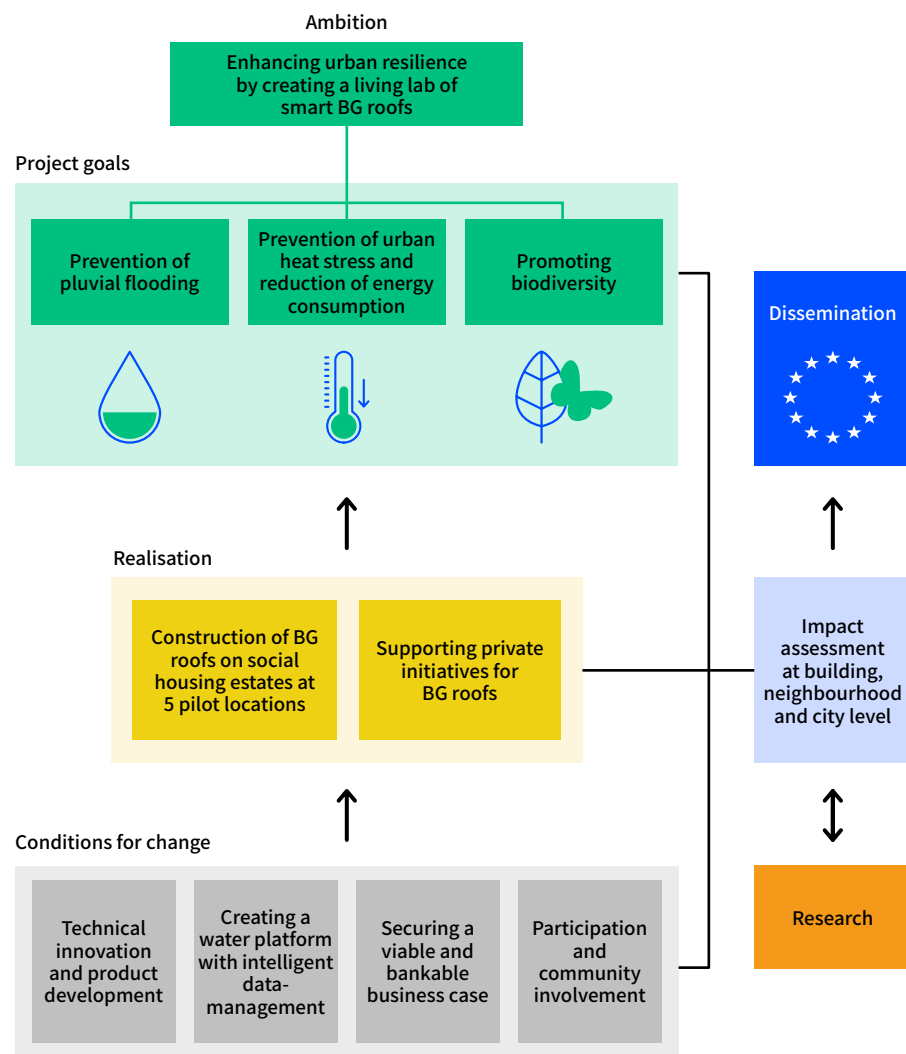 Ambition
Enhancing urban resilience
by creating a living lab of
smart BG roofs
Project goals
Prevention of
pluvial flooding
Prevention of urban
heat stress and
reduction of energy
consumption
Promoting
biodiversity
Dissemination
Realisation
Construction of BG
roofs on social
housing estates at
5 pilot locations
Supporting private
initiatives for
BG roofs
Impact
assessment
at building,
neighbourhood
and city level
Conditions for change
Technical
innovation
and product
development
Creating a
water platform
with intelligent
data-
management
Securing a
viable and
bankable
business case
Participation
and
community
involvement
Research